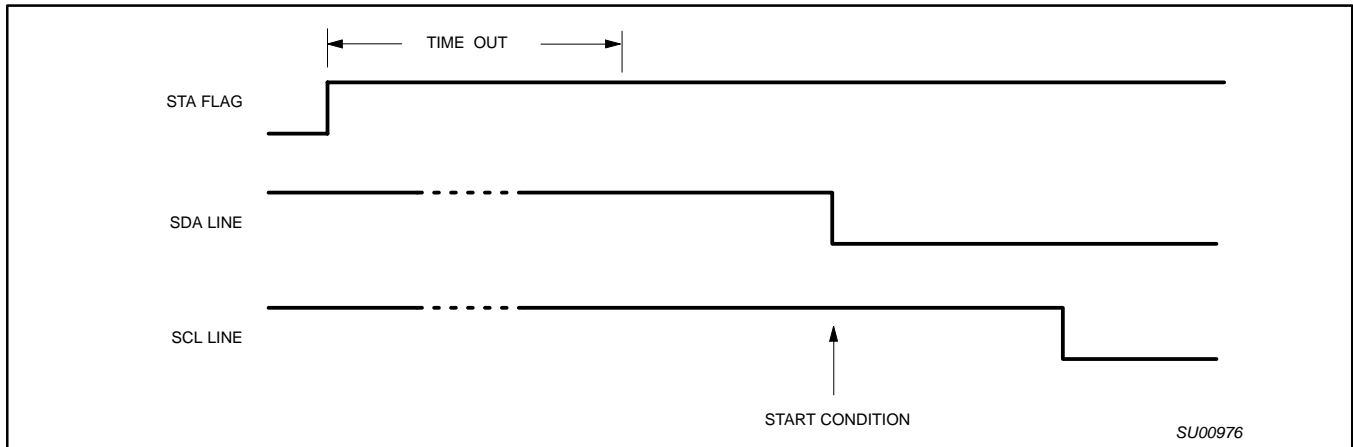 TIME OUT
STA FLAG
SDA LINE
SCL LINE
START CONDITION
SU00976